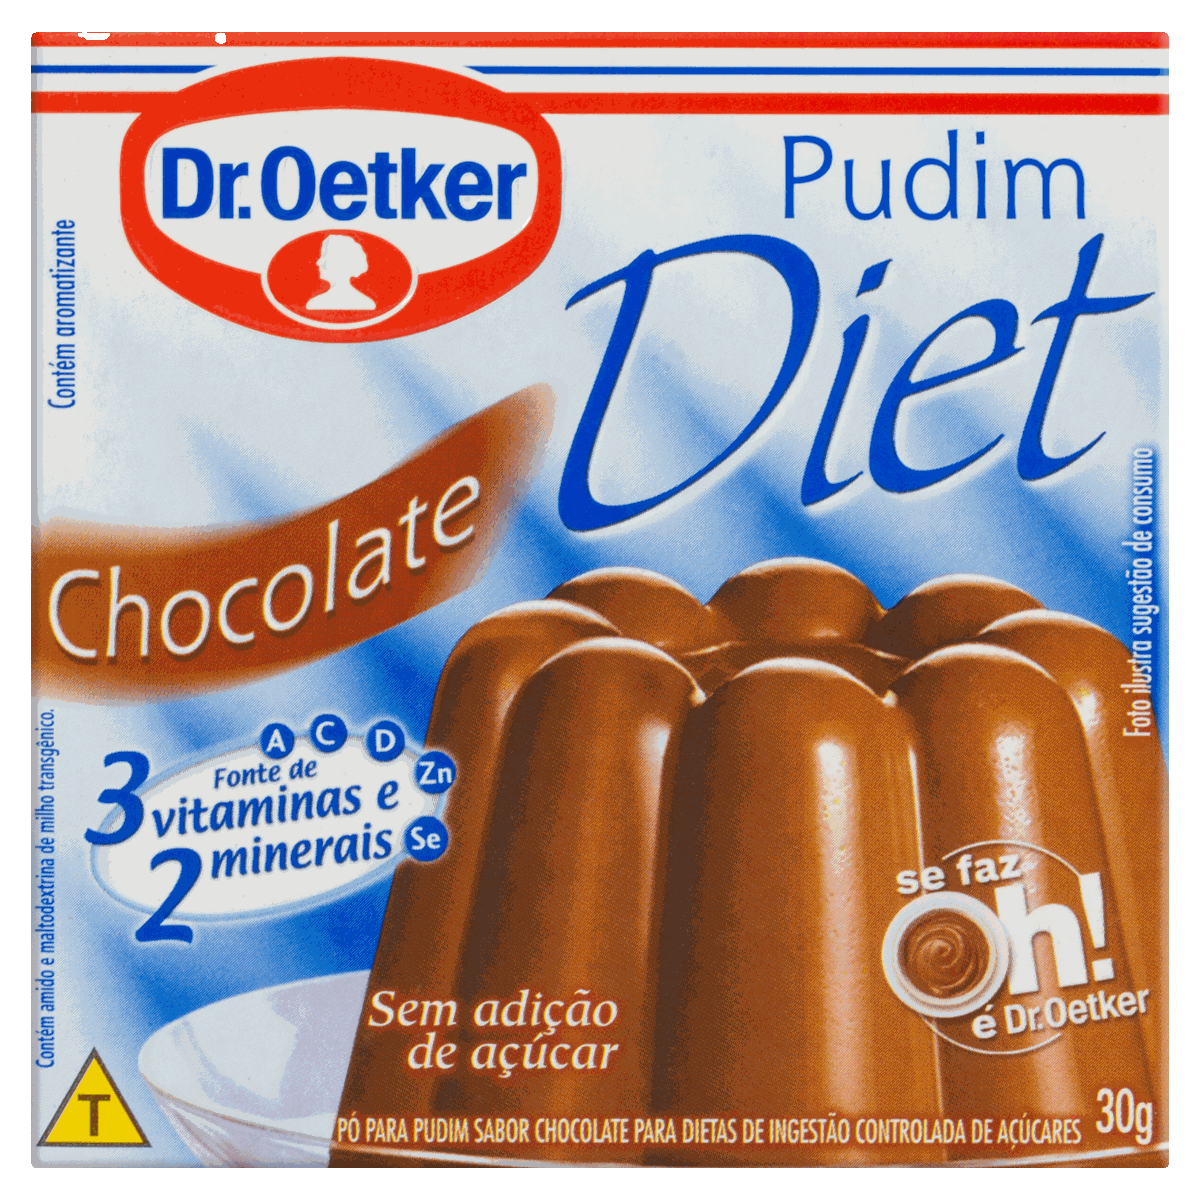 Dr.Oetker
Pudim
Diet
Contém aromatizante
Chocolate
Foto ilustra sugestão de consumo
A C D Zn Se
3
Fonte de
vitaminas e
2 minerais
Contém amido e maltodextrina de milho transgênico.
se faz
Oh!
é Dr.Oetker
Sem adição
de açúcar
T
PÓ PARA PUDIM SABOR CHOCOLATE PARA DIETAS DE INGESTÃO CONTROLADA DE AÇÚCARES
30g